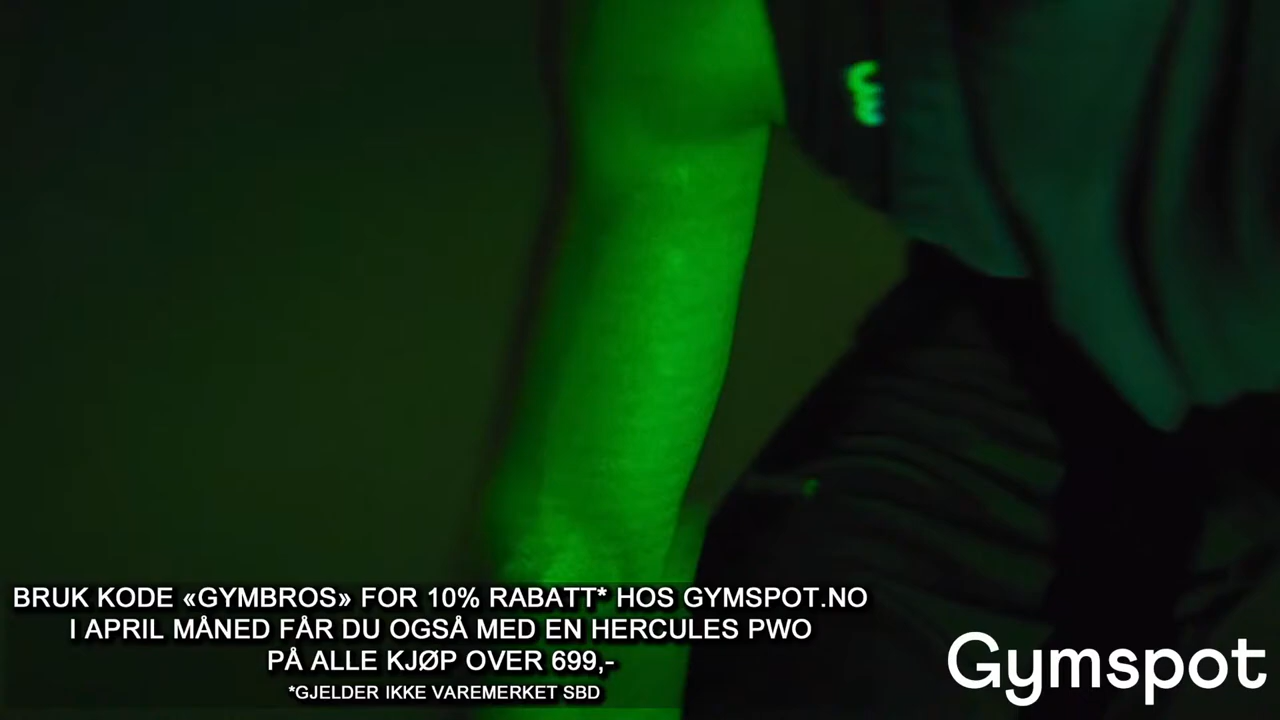 BRUK KODE «GYMBROS» FOR 10% RABATT* HOS GYMSPOT.NO
I APRIL MÅNED FÅR DU OGSÅ MED EN HERCULES PWO
PÅ ALLE KJØP OVER 699,-
*GJELDER IKKE VAREMERKET SBD
Gymspot